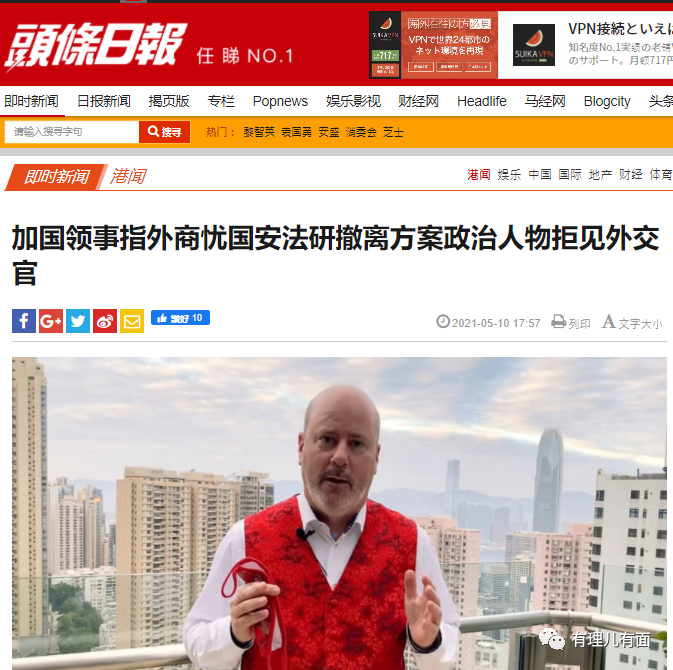 頭條日報 任睇 NO.1
海外在住の方必見
VPNで世界24都市の
ネット環境を再現
SUIKA VPN
VPN接続といえは
知名度No.1実績の老舗V
のサポート。月額717円
即时新闻 日报新闻 揭页版 专栏 Popnews 娱乐影视 财经网 Headlife 马经网 Blogcity 头条
请输入搜寻字句 搜寻 热门： 黎智英 袁国勇 安盛 消委会 芝士
即时新闻 港闻 港闻 娱乐 中国 国际 地产 财经 体育
加国领事指外商忧国安法研撤离方案政治人物拒见外交
官
讚好 10 2021-05-10 17:57 列印 文字大小
有理儿有面